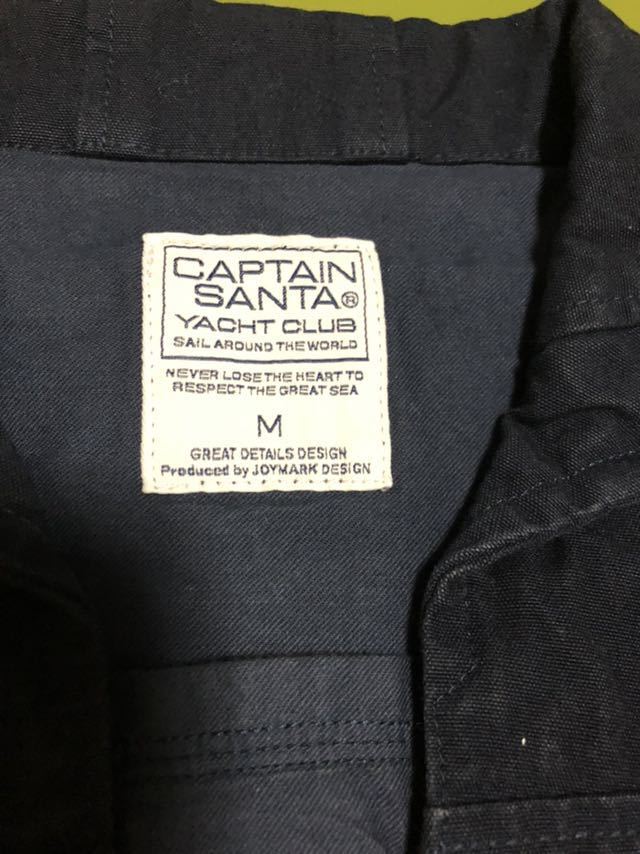 CAPTAIN
SANTA®
YACHT CLUB
SAIL AROUND THE WORLD
NEVER LOSE THE HEART TO
RESPECT THE GREAT SEA
M
GREAT DETAILS DESIGN
Produced by JOYMARK DESIGN